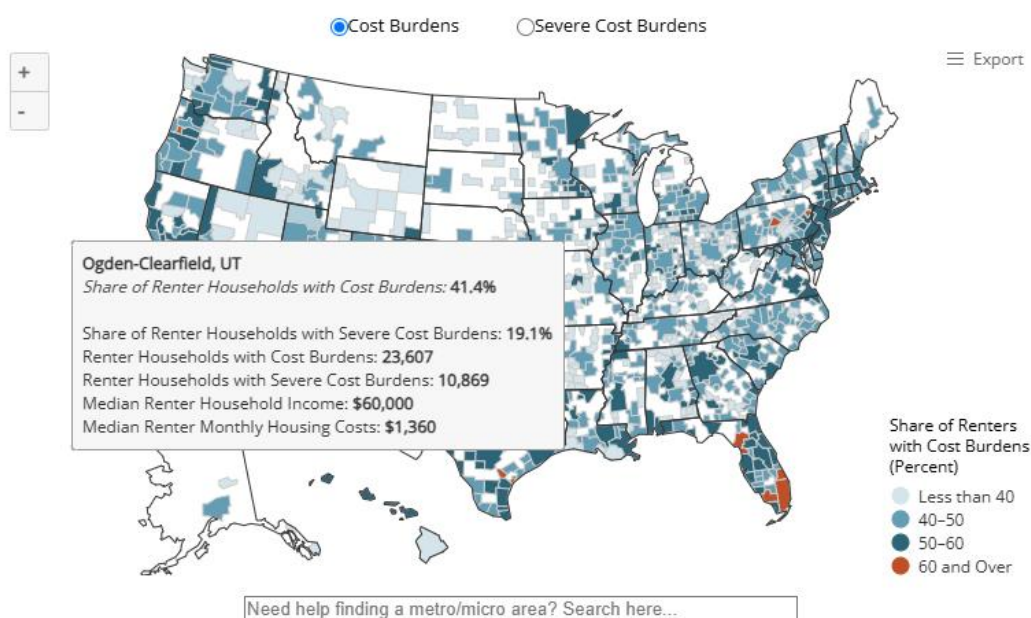 Cost Burdens
Severe Cost Burdens
+
-
Export
Ogden-Clearfield, UT
Share of Renter Households with Cost Burdens: 41.4%
Share of Renter Households with Severe Cost Burdens: 19.1%
Renter Households with Cost Burdens: 23,607
Renter Households with Severe Cost Burdens: 10,869
Median Renter Household Income: $60,000
Median Renter Monthly Housing Costs: $1,360
Share of Renters
with Cost Burdens
(Percent)
Less than 40
40–50
50–60
60 and Over
Need help finding a metro/micro area? Search here...